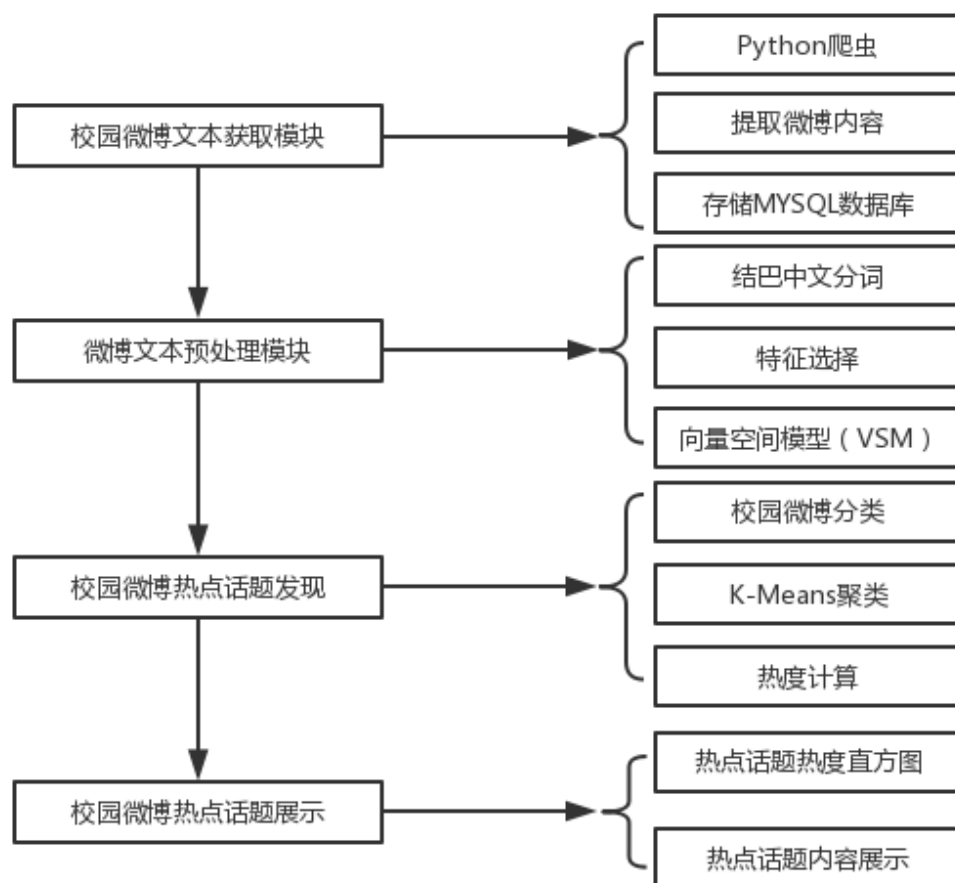 校园微博文本获取模块
Python爬虫
提取微博内容
存储MYSQL数据库
微博文本预处理模块
结巴中文分词
特征选择
向量空间模型（VSM）
校园微博热点话题发现
校园微博分类
K-Means聚类
热度计算
校园微博热点话题展示
热点话题热度直方图
热点话题内容展示